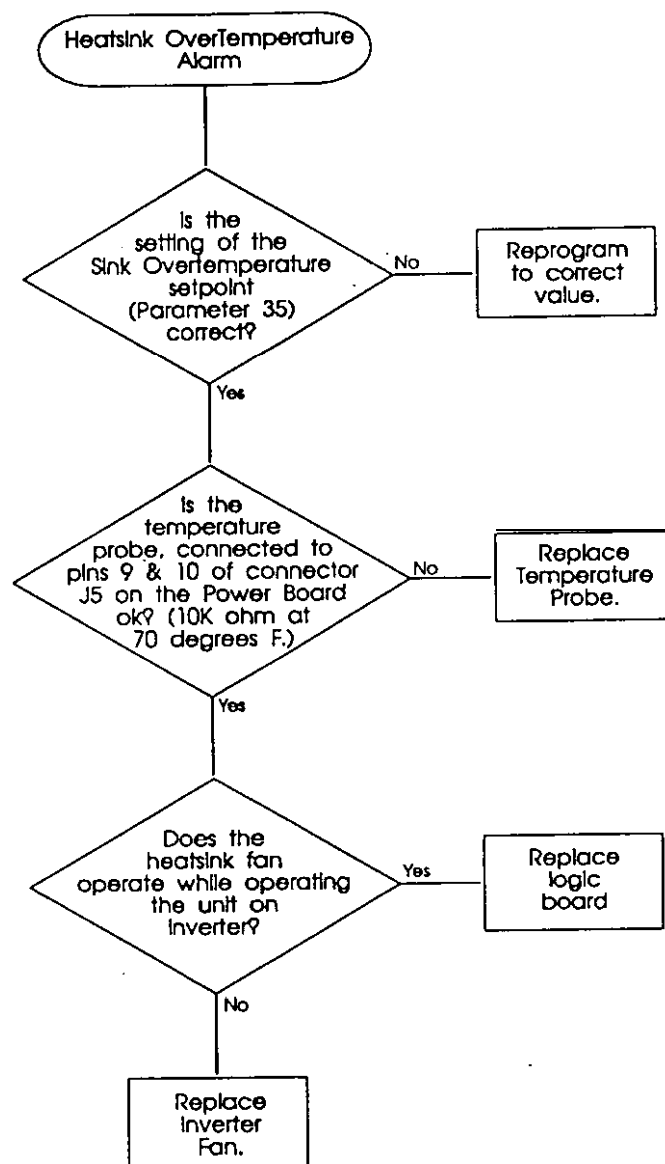 Heatsink OverTemperature
Alarm
Is the
setting of the
Sink Overtemperature
setpoint
(Parameter 35)
correct?
No
Reprogram
to correct
value.
Yes
Is the
temperature
probe, connected to
pins 9 & 10 of connector
J5 on the Power Board
ok? (10K ohm at
70 degrees F.)
No
Replace
Temperature
Probe.
Yes
Does the
heatsink fan
operate while operating
the unit on
inverter?
Yes
Replace
logic
board
No
Replace
Inverter
Fan.